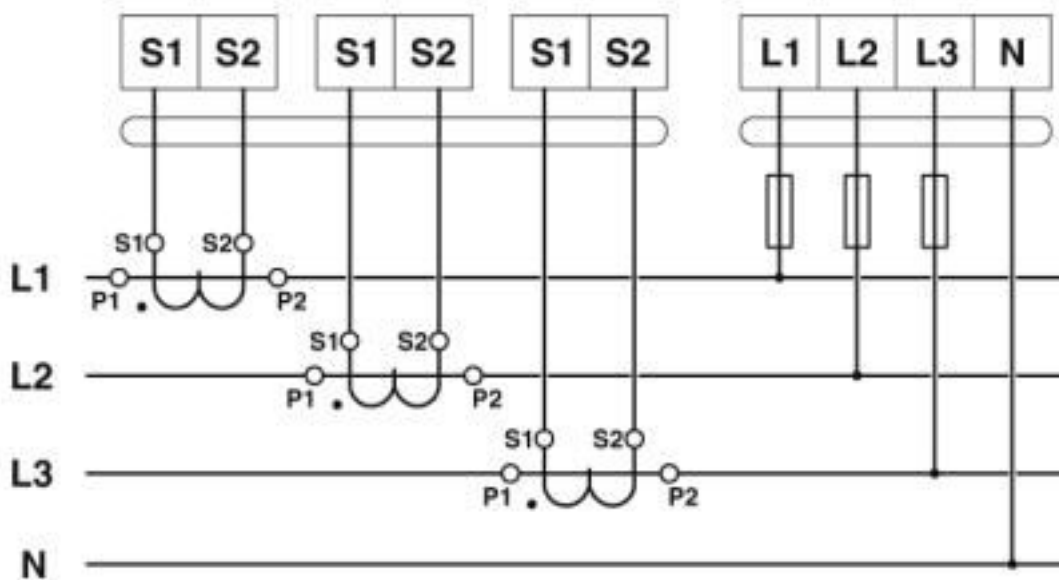 S1 S2 S1 S2 S1 S2 L1 L2 L3 N
S1 S2
L1
P1 P2
S1 S2
L2
P1 P2
S1 S2
L3
P1 P2
N